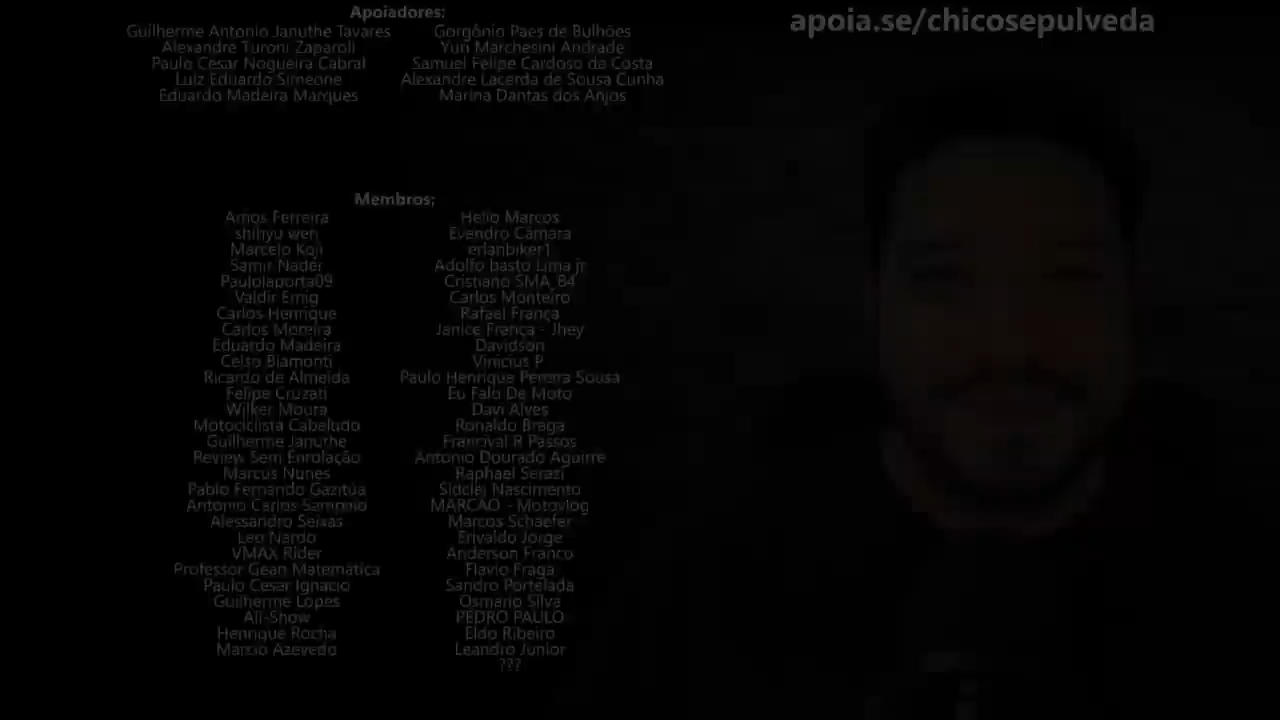 Apoiadores:
Guilherme Antonio Januthe Tavares
Alexandre Turoni Zaparoli
Paulo Cesar Nogueira Cabral
Luiz Eduardo Simeone
Eduardo Madeira Marques
Gorgônio Paes de Bulhões
Yuri Marchesini Andrade
Samuel Felipe Cardoso da Costa
Alexandre Lacerda de Sousa Cunha
Marina Dantas dos Anjos
apoia.se/chicosepulveda
Membros:
Amos Ferreira
shihyu wen
Marcelo Koji
Samir Nader
Paulolaporta09
Valdir Emig
Carlos Henrique
Carlos Moreira
Eduardo Madeira
Celso Biamonti
Ricardo de Almeida
Felipe Cruzati
Wilker Moura
Motociclista Cabeludo
Guilherme Januthe
Review Sem Enrolação
Marcus Nunes
Pablo Fernando Gazitúa
Antonio Carlos Sampaio
Alessandro Seixas
Leo Nardo
VMAX Rider
Professor Gean Matemática
Paulo Cesar Ignacio
Guilherme Lopes
All-Show
Henrique Rocha
Marcio Azevedo
Helio Marcos
Evandro Câmara
erlanbiker1
Adolfo basto Lima jr
Cristiano SMA_84
Carlos Monteiro
Rafael França
Janice França - Jhey
Davidson
Vinicius P
Paulo Henrique Pereira Sousa
Eu Falo De Moto
Davi Alves
Ronaldo Braga
Francival R Passos
Antonio Dourado Aguirre
Raphael Serazi
Sidclei Nascimento
MARCAO - Motovlog
Marcos Schaefer
Erivaldo Jorge
Anderson Franco
Flavio Fraga
Sandro Portelada
Osmario Silva
PEDRO PAULO
Eldo Ribeiro
Leandro Junior
???